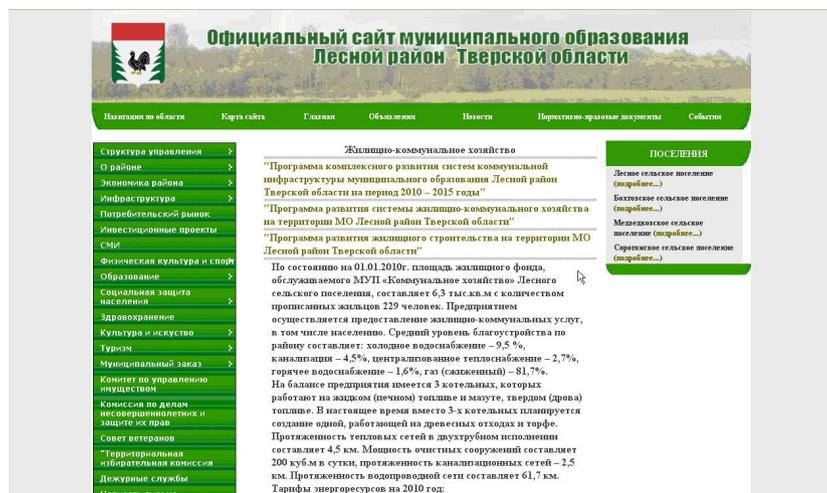 Официальный сайт муниципального образования
Лесной район Тверской области
Навигация по области Карта сайта Главная Объявления Новости Нормативно-правовые документы События
Структура управления
О районе
Экономика района
Инфраструктура
Потребительский рынок
Инвестиционные проекты
СМИ
Физическая культура и спорт
Образование
Социальная защита
населения
Здравохранение
Культура и искуство
Туризм
Муниципальный заказ
Комитет по управлению
имуществом
Комиссия по делам
несовершеннолетних и
защите их прав
Совет ветеранов
"Территориальная
избирательная комиссия
Дежурные службы
Жилищно-коммунальное хозяйство
"Программа комплексного развития систем коммунальной
инфраструктуры муниципального образования Лесной район
Тверской области на период 2010 – 2015 годы"
"Программа развития системы жилищно-коммунального хозяйства
на территории МО Лесной район Тверской области"
"Программа развития жилищного строительства на территории МО
Лесной район Тверской области"
По состоянию на 01.01.2010г. площадь жилищного фонда,
обслуживаемого МУП «Коммунальное хозяйство» Лесного
сельского поселения, составляет 6,3 тыс.кв.м с количеством
прописанных жильцов 229 человек. Предприятием
осуществляется предоставление жилищно-коммунальных услуг,
в том числе населению. Средний уровень благоустройства по
району составляет: холодное водоснабжение – 9,5 %,
канализация – 4,5%, централизованное теплоснабжение – 2,7%,
горячее водоснабжение – 1,6%, газ (сжиженный) – 81,7%.
На балансе предприятия имеется 3 котельных, которых
работают на жидком (печном) топливе и мазуте, твердом (дрова)
топливе. В настоящее время вместо 3-х котельных планируется
создание одной, работающей на древесных отходах и торфе.
Протяженность тепловых сетей в двухтрубном исполнении
составляет 4,5 км. Мощность очистных сооружений составляет
200 куб.м в сутки, протяженность канализационных сетей – 2,5
км. Протяженность водопроводной сети составляет 61,7 км.
Тарифы энергоресурсов на 2010 год:
ПОСЕЛЕНИЯ
Лесное сельское поселение
(подробнее...)
Бохтовское сельское поселение
(подробнее...)
Медведковское сельское
поселение (подробнее...)
Сорогожское сельское поселение
(подробнее...)